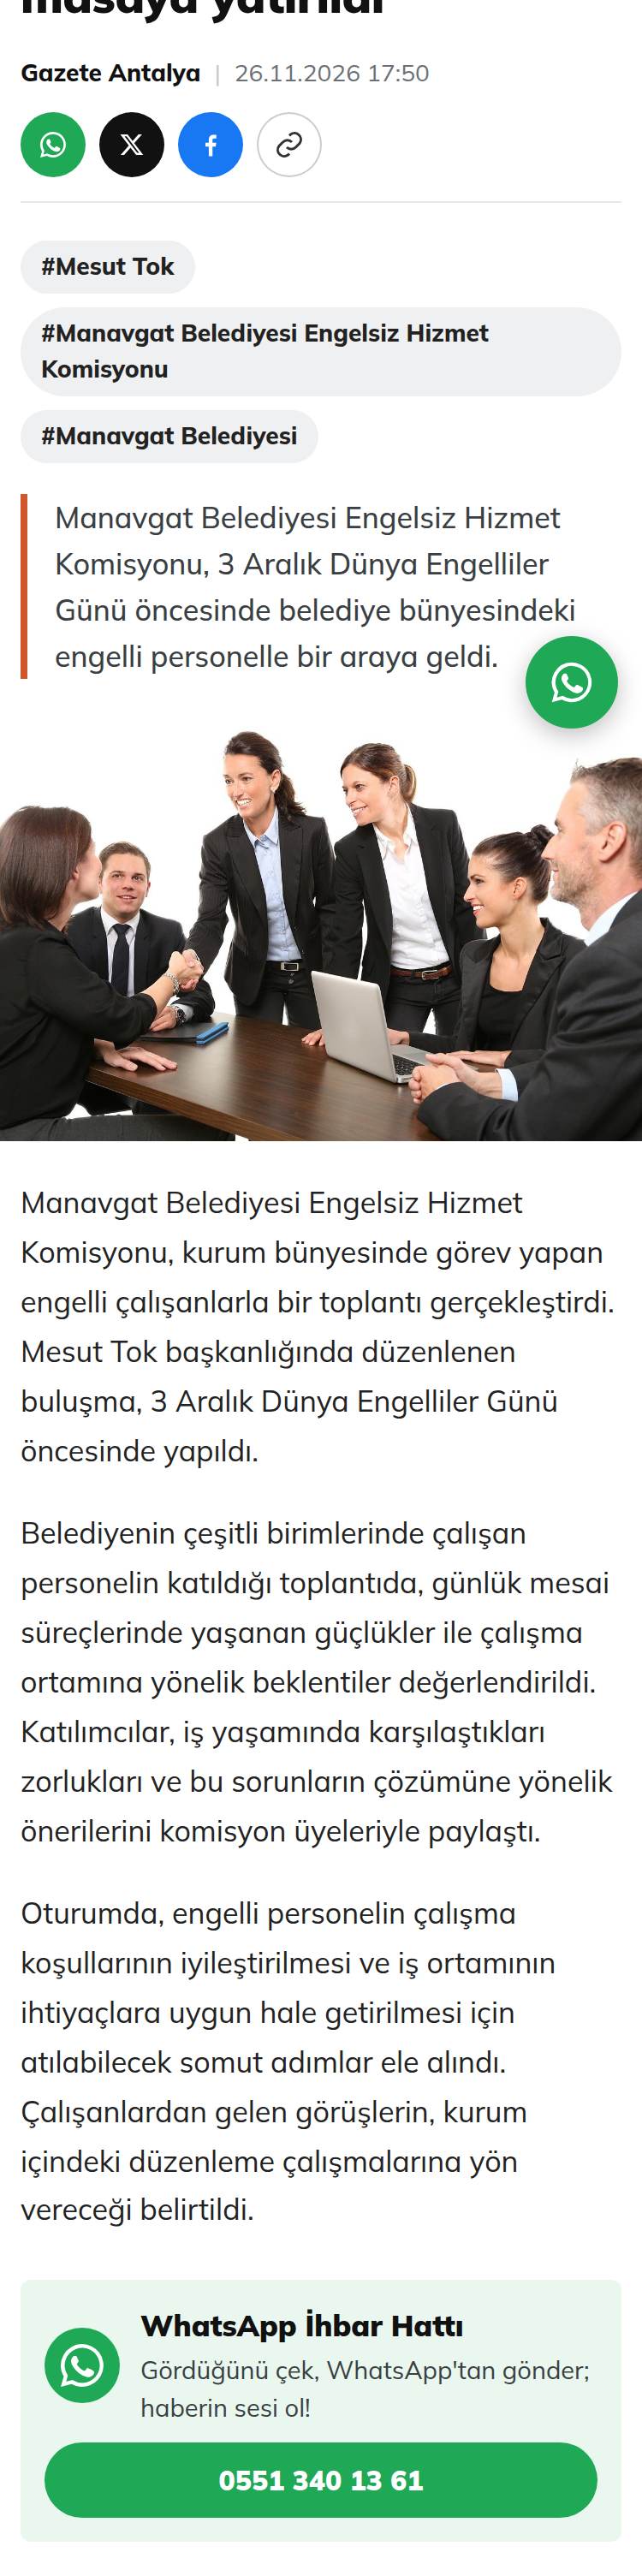 masaya yatırıldı
Gazete Antalya | 26.11.2026 17:50
#Mesut Tok
#Manavgat Belediyesi Engelsiz Hizmet
Komisyonu
#Manavgat Belediyesi
Manavgat Belediyesi Engelsiz Hizmet
Komisyonu, 3 Aralık Dünya Engelliler
Günü öncesinde belediye bünyesindeki
engelli personelle bir araya geldi.
Manavgat Belediyesi Engelsiz Hizmet
Komisyonu, kurum bünyesinde görev yapan
engelli çalışanlarla bir toplantı gerçekleştirdi.
Mesut Tok başkanlığında düzenlenen
buluşma, 3 Aralık Dünya Engelliler Günü
öncesinde yapıldı.
Belediyenin çeşitli birimlerinde çalışan
personelin katıldığı toplantıda, günlük mesai
süreçlerinde yaşanan güçlükler ile çalışma
ortamına yönelik beklentiler değerlendirildi.
Katılımcılar, iş yaşamında karşılaştıkları
zorlukları ve bu sorunların çözümüne yönelik
önerilerini komisyon üyeleriyle paylaştı.
Oturumda, engelli personelin çalışma
koşullarının iyileştirilmesi ve iş ortamının
ihtiyaçlara uygun hale getirilmesi için
atılabilecek somut adımlar ele alındı.
Çalışanlardan gelen görüşlerin, kurum
içindeki düzenleme çalışmalarına yön
vereceği belirtildi.
WhatsApp İhbar Hattı
Gördüğünü çek, WhatsApp'tan gönder;
haberin sesi ol!
0551 340 13 61